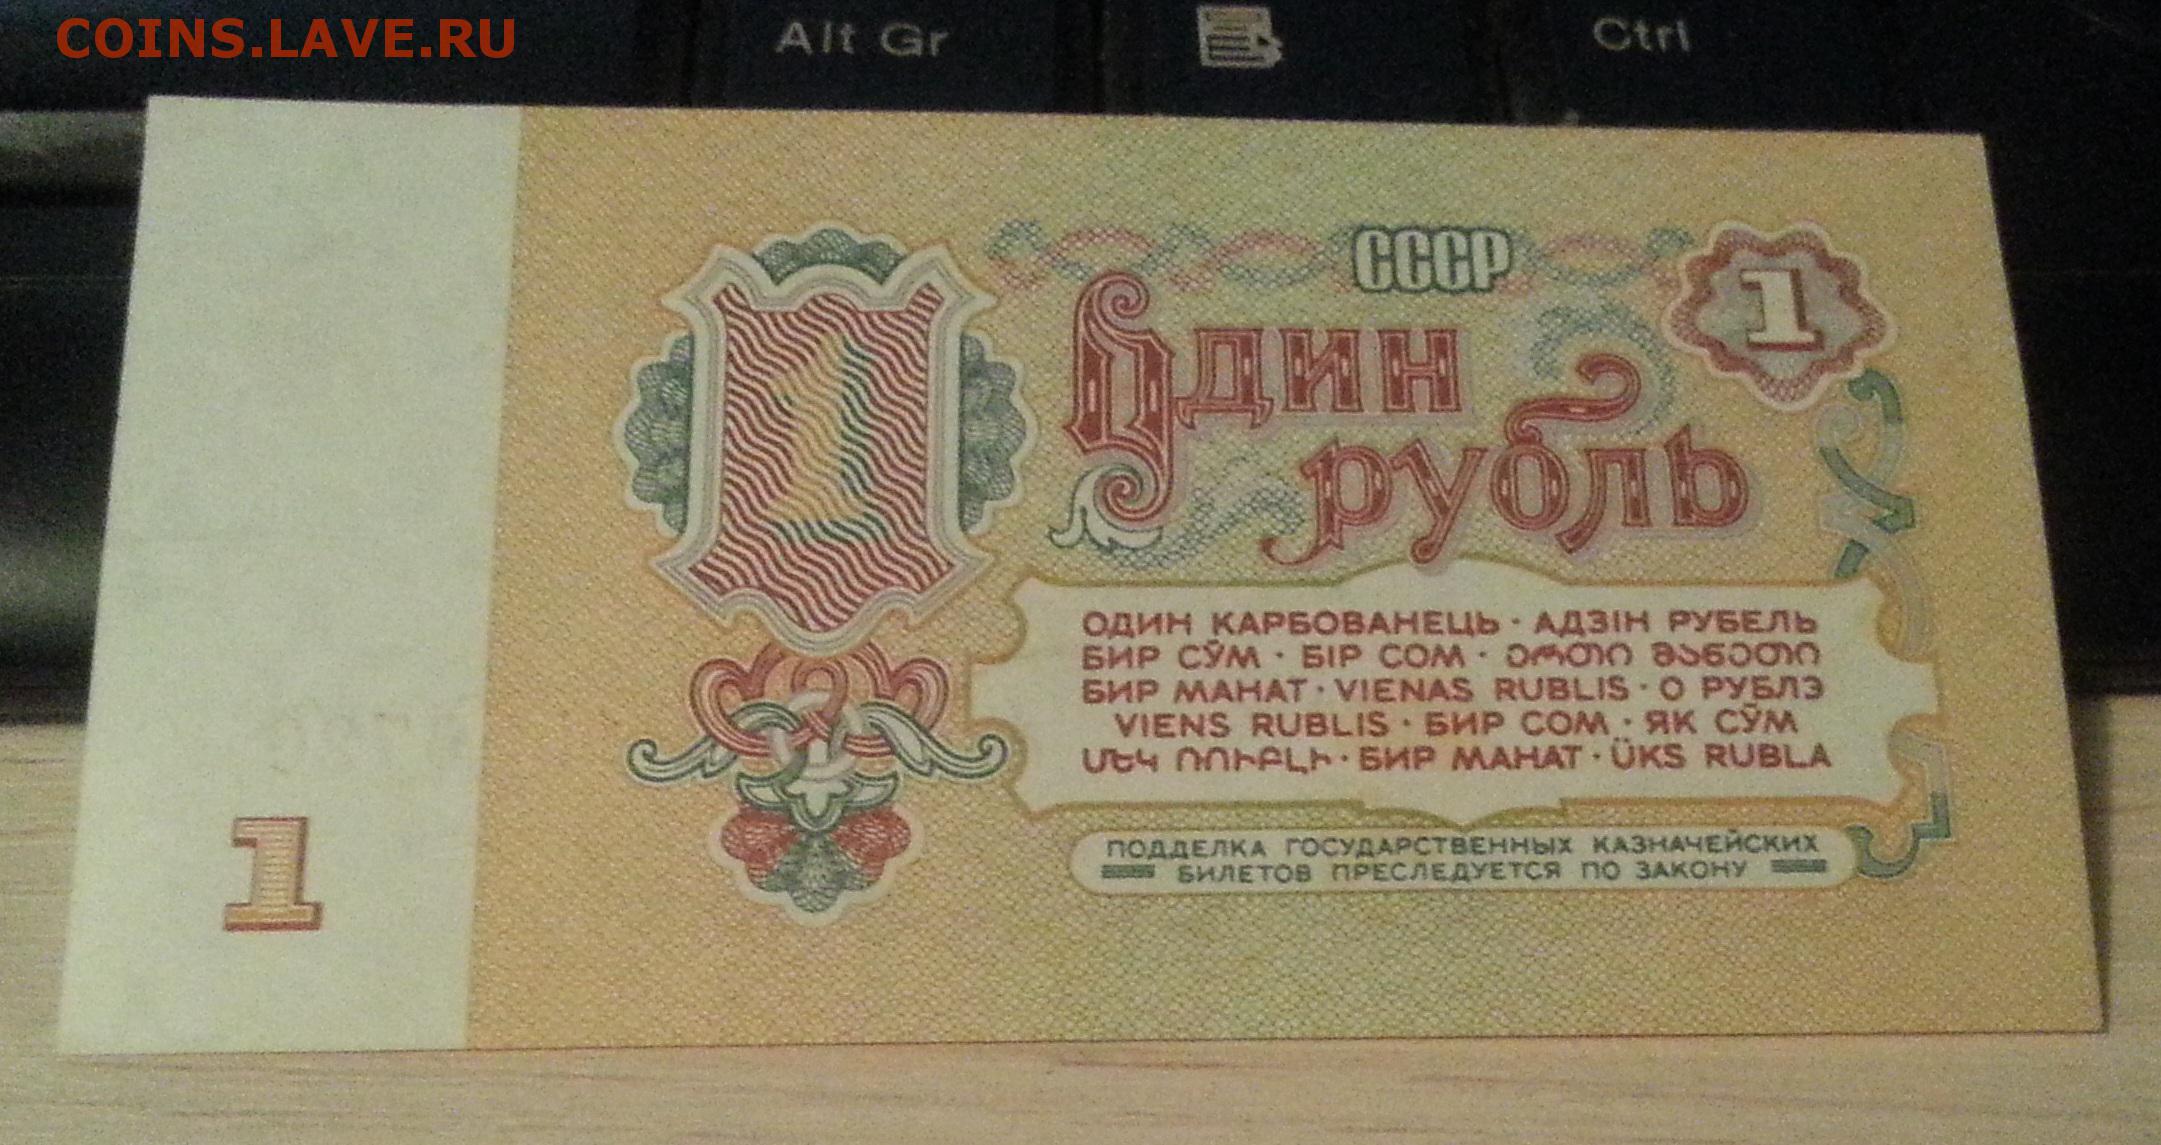 COINS.LAVE.RU
Alt Gr Ctrl
СССР
1
1
Один
рубль
ОДИН КАРБОВАНЕЦЬ · АДЗІН РУБЕЛЬ
БИР СЎМ · БІР СОМ · ერთი მანეთი
БИР МАНАТ · VIENAS RUBLIS · О РУБЛЭ
VIENS RUBLIS · БИР СОМ · ЯК СЎМ
ՄԵԿ ՌՈՒԲԼԻ · БИР МАНАТ · ÜKS RUBLA
ПОДДЕЛКА ГОСУДАРСТВЕННЫХ КАЗНАЧЕЙСКИХ
БИЛЕТОВ ПРЕСЛЕДУЕТСЯ ПО ЗАКОНУ
1